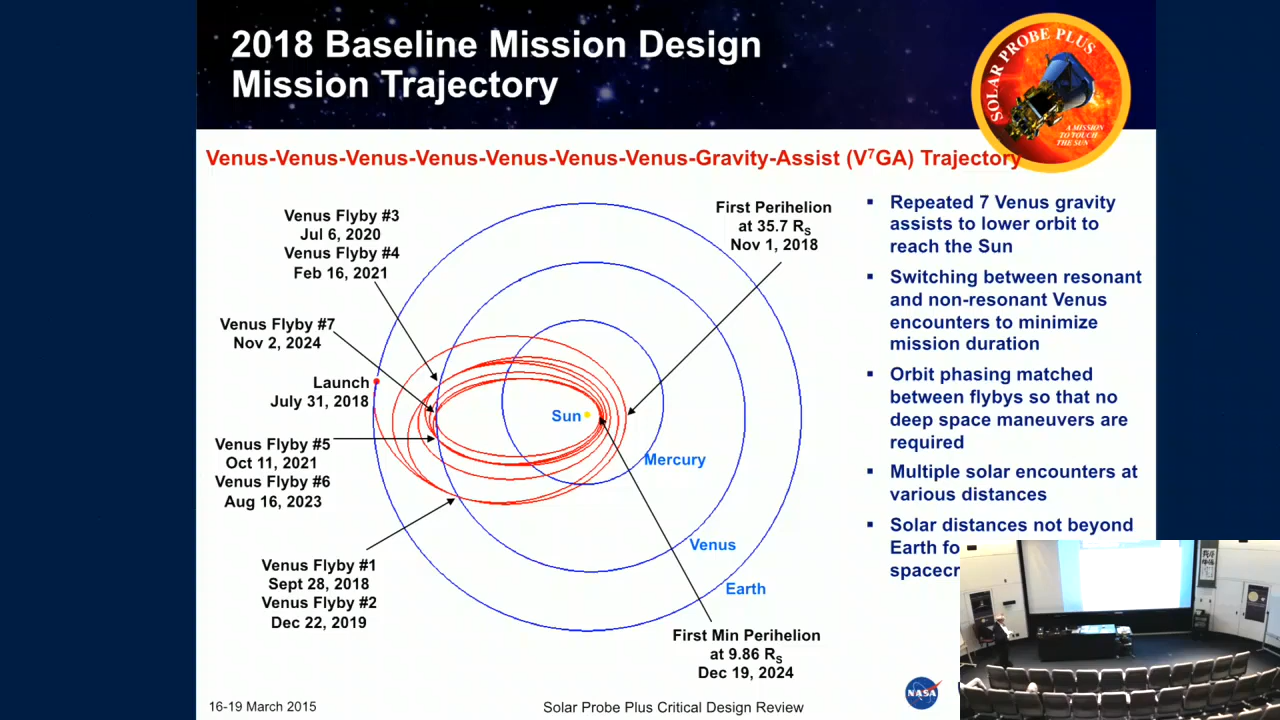 2018 Baseline Mission Design
Mission Trajectory
SOLAR PROBE PLUS
A MISSION
TO TOUCH
THE SUN
Venus-Venus-Venus-Venus-Venus-Venus-Venus-Gravity-Assist (V⁷GA) Trajectory
Venus Flyby #3
Jul 6, 2020
Venus Flyby #4
Feb 16, 2021
First Perihelion
at 35.7 Rₛ
Nov 1, 2018
Venus Flyby #7
Nov 2, 2024
Launch
July 31, 2018
Sun
Venus Flyby #5
Oct 11, 2021
Venus Flyby #6
Aug 16, 2023
Mercury
Venus
Earth
Venus Flyby #1
Sept 28, 2018
Venus Flyby #2
Dec 22, 2019
First Min Perihelion
at 9.86 Rₛ
Dec 19, 2024
▪ Repeated 7 Venus gravity
assists to lower orbit to
reach the Sun
▪ Switching between resonant
and non-resonant Venus
encounters to minimize
mission duration
▪ Orbit phasing matched
between flybys so that no
deep space maneuvers are
required
▪ Multiple solar encounters at
various distances
▪ Solar distances not beyond
Earth
16-19 March 2015
Solar Probe Plus Critical Design Review
NASA